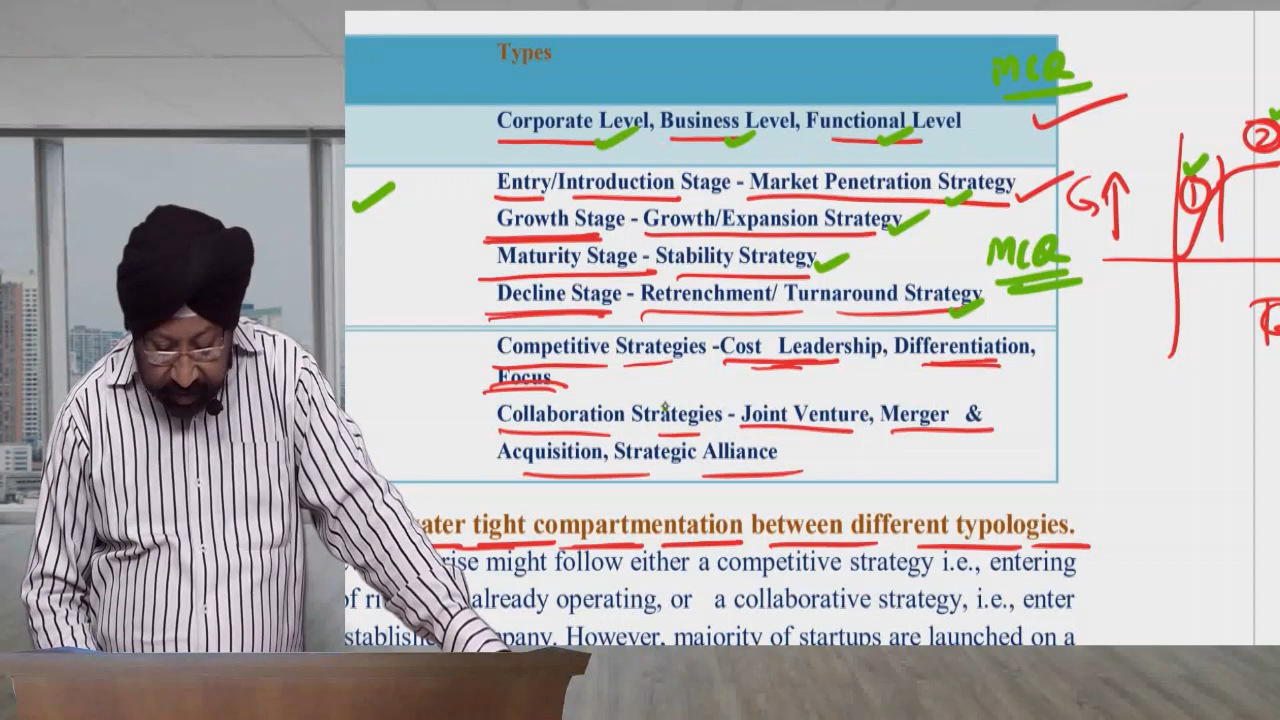 Types
MCQ
Corporate Level, Business Level, Functional Level
Entry/Introduction Stage - Market Penetration Strategy
Growth Stage - Growth/Expansion Strategy
Maturity Stage - Stability Strategy
MCQ
Decline Stage - Retrenchment/ Turnaround Strategy
Competitive Strategies -Cost Leadership, Differentiation,
Focus
Collaboration Strategies - Joint Venture, Merger &
Acquisition, Strategic Alliance
1
2
tight compartmentation between different typologies.
might follow either a competitive strategy i.e., entering
already operating, or a collaborative strategy, i.e., enter
However, majority of startups are launched on a